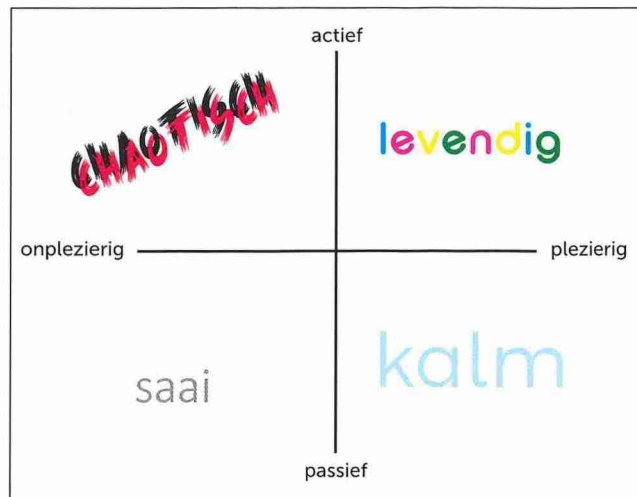 actief
CHAOTISCH
levendig
onplezierig
plezierig
saai
kalm
passief